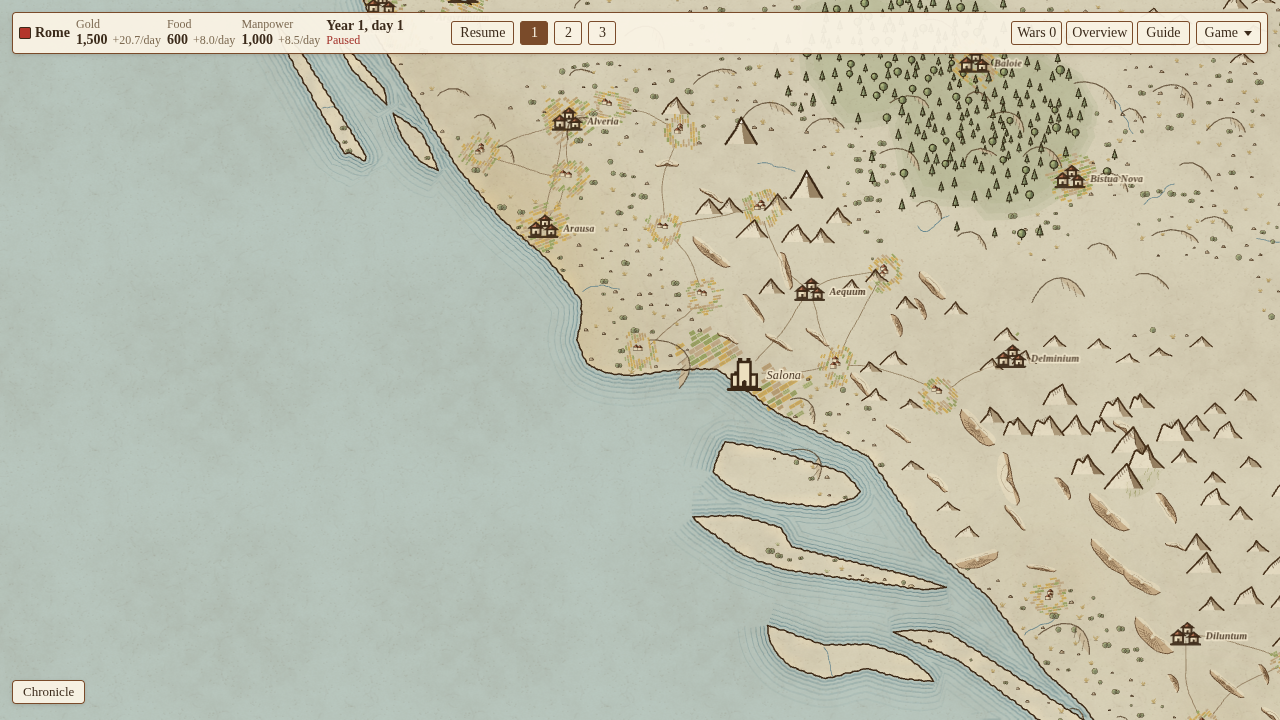 Rome
Gold
1,500 +20.7/day
Food
600 +8.0/day
Manpower
1,000 +8.5/day
Year 1, day 1
Paused
Resume
1
2
3
Wars 0
Overview
Guide
Game
Baloie
Alveria
Bistua Nova
Arausa
Aequum
Delminium
Salona
Diluntum
Chronicle